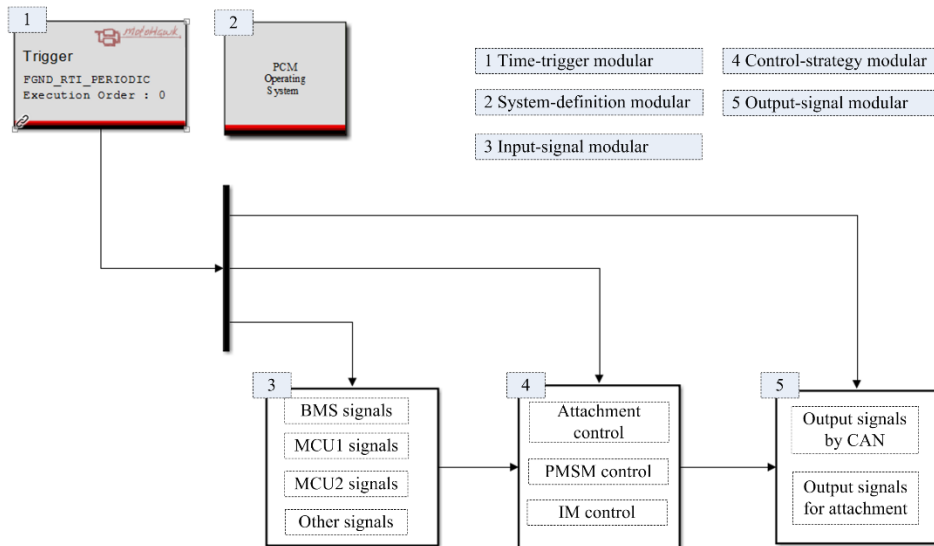 1
MotoHawk
Trigger
FGND_RTI_PERIODIC
Execution Order : 0
2
PCM
Operating
System
1 Time-trigger modular
4 Control-strategy modular
2 System-definition modular
5 Output-signal modular
3 Input-signal modular
3
BMS signals
MCU1 signals
MCU2 signals
Other signals
4
Attachment
control
PMSM control
IM control
5
Output signals
by CAN
Output signals
for attachment